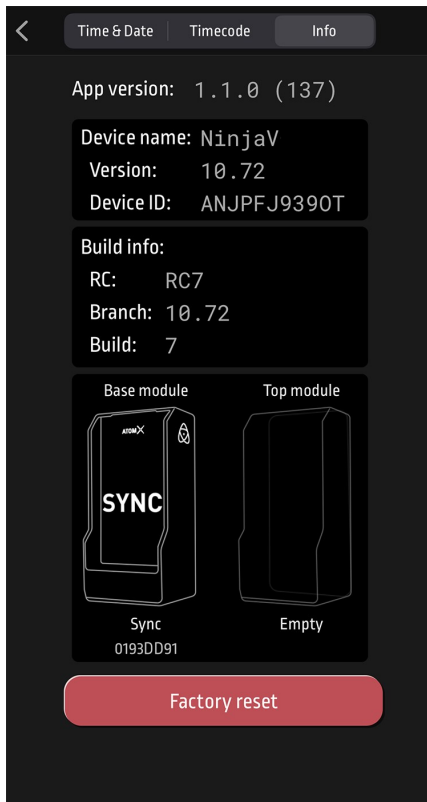 Time & Date Timecode Info
App version: 1.1.0 (137)
Device name: NinjaV
Version: 10.72
Device ID: ANJPFJ939OT
Build info:
RC: RC7
Branch: 10.72
Build: 7
Base module Top module
ATOMX
SYNC
Sync Empty
0193DD91
Factory reset